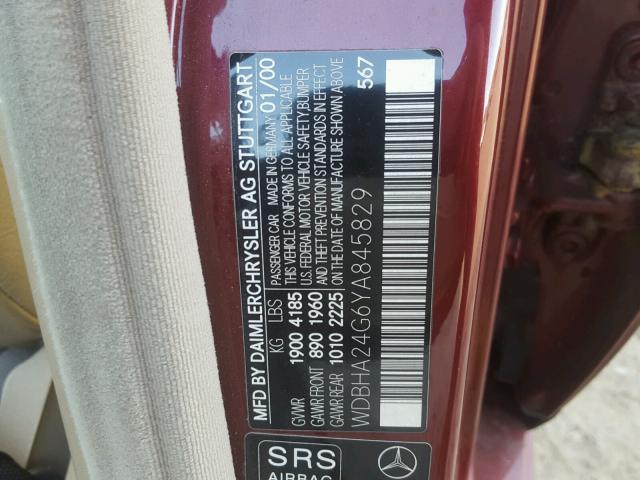 MFD BY DAIMLERCHRYSLER AG STUTTGART
PASSENGER CAR MADE IN GERMANY 01/00
KG LBS THIS VEHICLE CONFORMS TO ALL APPLICABLE
U.S. FEDERAL MOTOR VEHICLE SAFETY BUMPER
GVWR 1900 4185 AND THEFT PREVENTION STANDARDS IN EFFECT
GAWR FRONT 890 1960 ON THE DATE OF MANUFACTURE SHOWN ABOVE
GAWR REAR 1010 2225
WDBHA24G6YA845829 567
SRS
AIRBAG